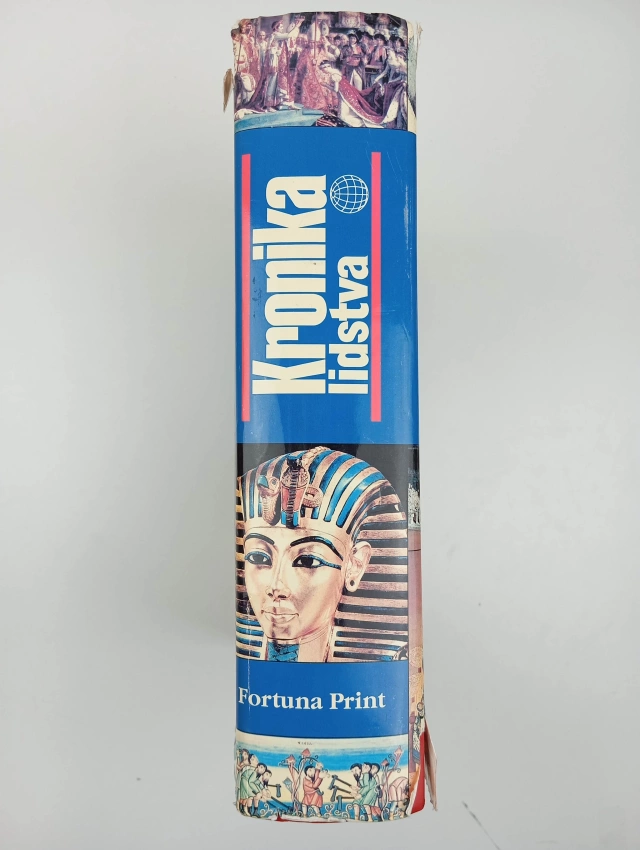 Kronika
lidstva
Fortuna Print